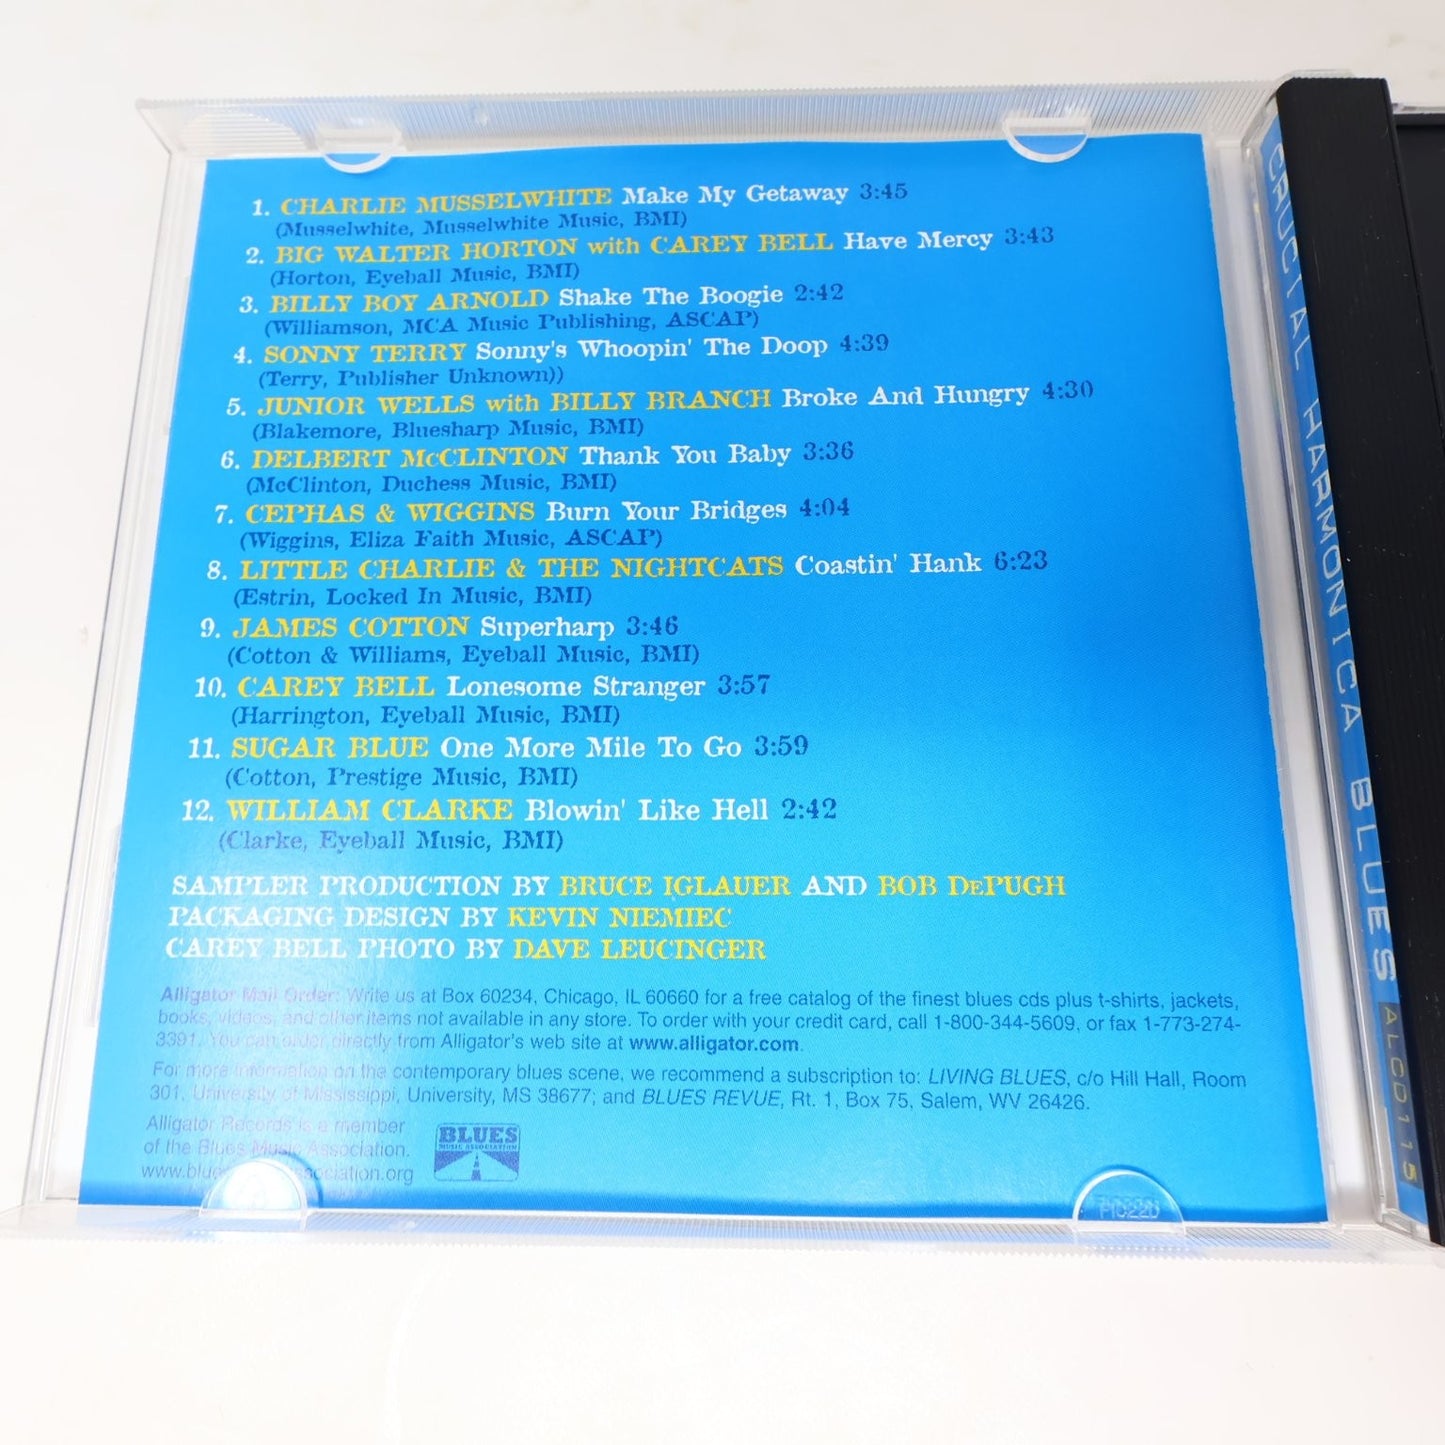 1. CHARLIE MUSSELWHITE Make My Getaway 3:45
(Musselwhite, Musselwhite Music, BMI)
2. BIG WALTER HORTON with CAREY BELL Have Mercy 3:43
(Horton, Eyeball Music, BMI)
3. BILLY BOY ARNOLD Shake The Boogie 2:42
(Williamson, MCA Music Publishing, ASCAP)
4. SONNY TERRY Sonny's Whoopin' The Doop 4:39
(Terry, Publisher Unknown))
5. JUNIOR WELLS with BILLY BRANCH Broke And Hungry 4:30
(Blakemore, Bluesharp Music, BMI)
6. DELBERT McCLINTON Thank You Baby 3:36
(McClinton, Duchess Music, BMI)
7. CEPHAS & WIGGINS Burn Your Bridges 4:04
(Wiggins, Eliza Faith Music, ASCAP)
8. LITTLE CHARLIE & THE NIGHTCATS Coastin' Hank 6:23
(Estrin, Locked In Music, BMI)
9. JAMES COTTON Superharp 3:46
(Cotton & Williams, Eyeball Music, BMI)
10. CAREY BELL Lonesome Stranger 3:57
(Harrington, Eyeball Music, BMI)
11. SUGAR BLUE One More Mile To Go 3:59
(Cotton, Prestige Music, BMI)
12. WILLIAM CLARKE Blowin' Like Hell 2:42
(Clarke, Eyeball Music, BMI)
SAMPLER PRODUCTION BY BRUCE IGLAUER AND BOB DePUGH
PACKAGING DESIGN BY KEVIN NIEMIEC
CAREY BELL PHOTO BY DAVE LEUCINGER
Alligator Mail Order: Write us at Box 60234, Chicago, IL 60660 for a free catalog of the finest blues cds plus t-shirts, jackets,
books, videos, and other items not available in any store. To order with your credit card, call 1-800-344-5609, or fax 1-773-274-
3391. You can order directly from Alligator's web site at www.alligator.com.
For more information on the contemporary blues scene, we recommend a subscription to: LIVING BLUES, c/o Hill Hall, Room
301, University of Mississippi, University, MS 38677; and BLUES REVUE, Rt. 1, Box 75, Salem, WV 26426.
Alligator Records is a member
of the Blues Music Association.
BLUES
MUSIC ASSOCIATION
CRUCIAL HARMONICA BLUES ALCD115